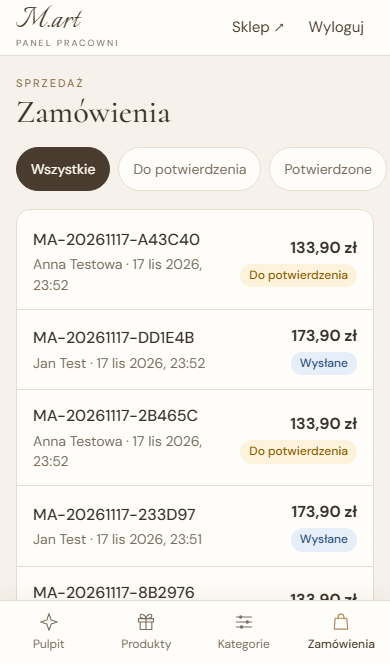 M.art
PANEL PRACOWNI
Sklep ↗
Wyloguj
SPRZEDAŻ
Zamówienia
Wszystkie
Do potwierdzenia
Potwierdzone
MA-20261117-A43C40
Anna Testowa · 17 lis 2026,
23:52
133,90 zł
Do potwierdzenia
MA-20261117-DD1E4B
Jan Test · 17 lis 2026, 23:52
173,90 zł
Wysłane
MA-20261117-2B465C
Anna Testowa · 17 lis 2026,
23:52
133,90 zł
Do potwierdzenia
MA-20261117-233D97
Jan Test · 17 lis 2026, 23:51
173,90 zł
Wysłane
MA-20261117-8B2976
133,90 zł
Pulpit
Produkty
Kategorie
Zamówienia